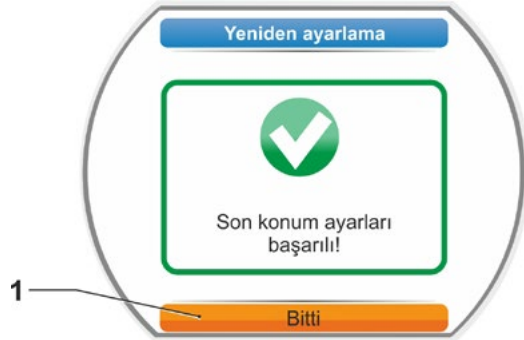 Yeniden ayarlama
Son konum ayarları
başarılı!
1
Bitti